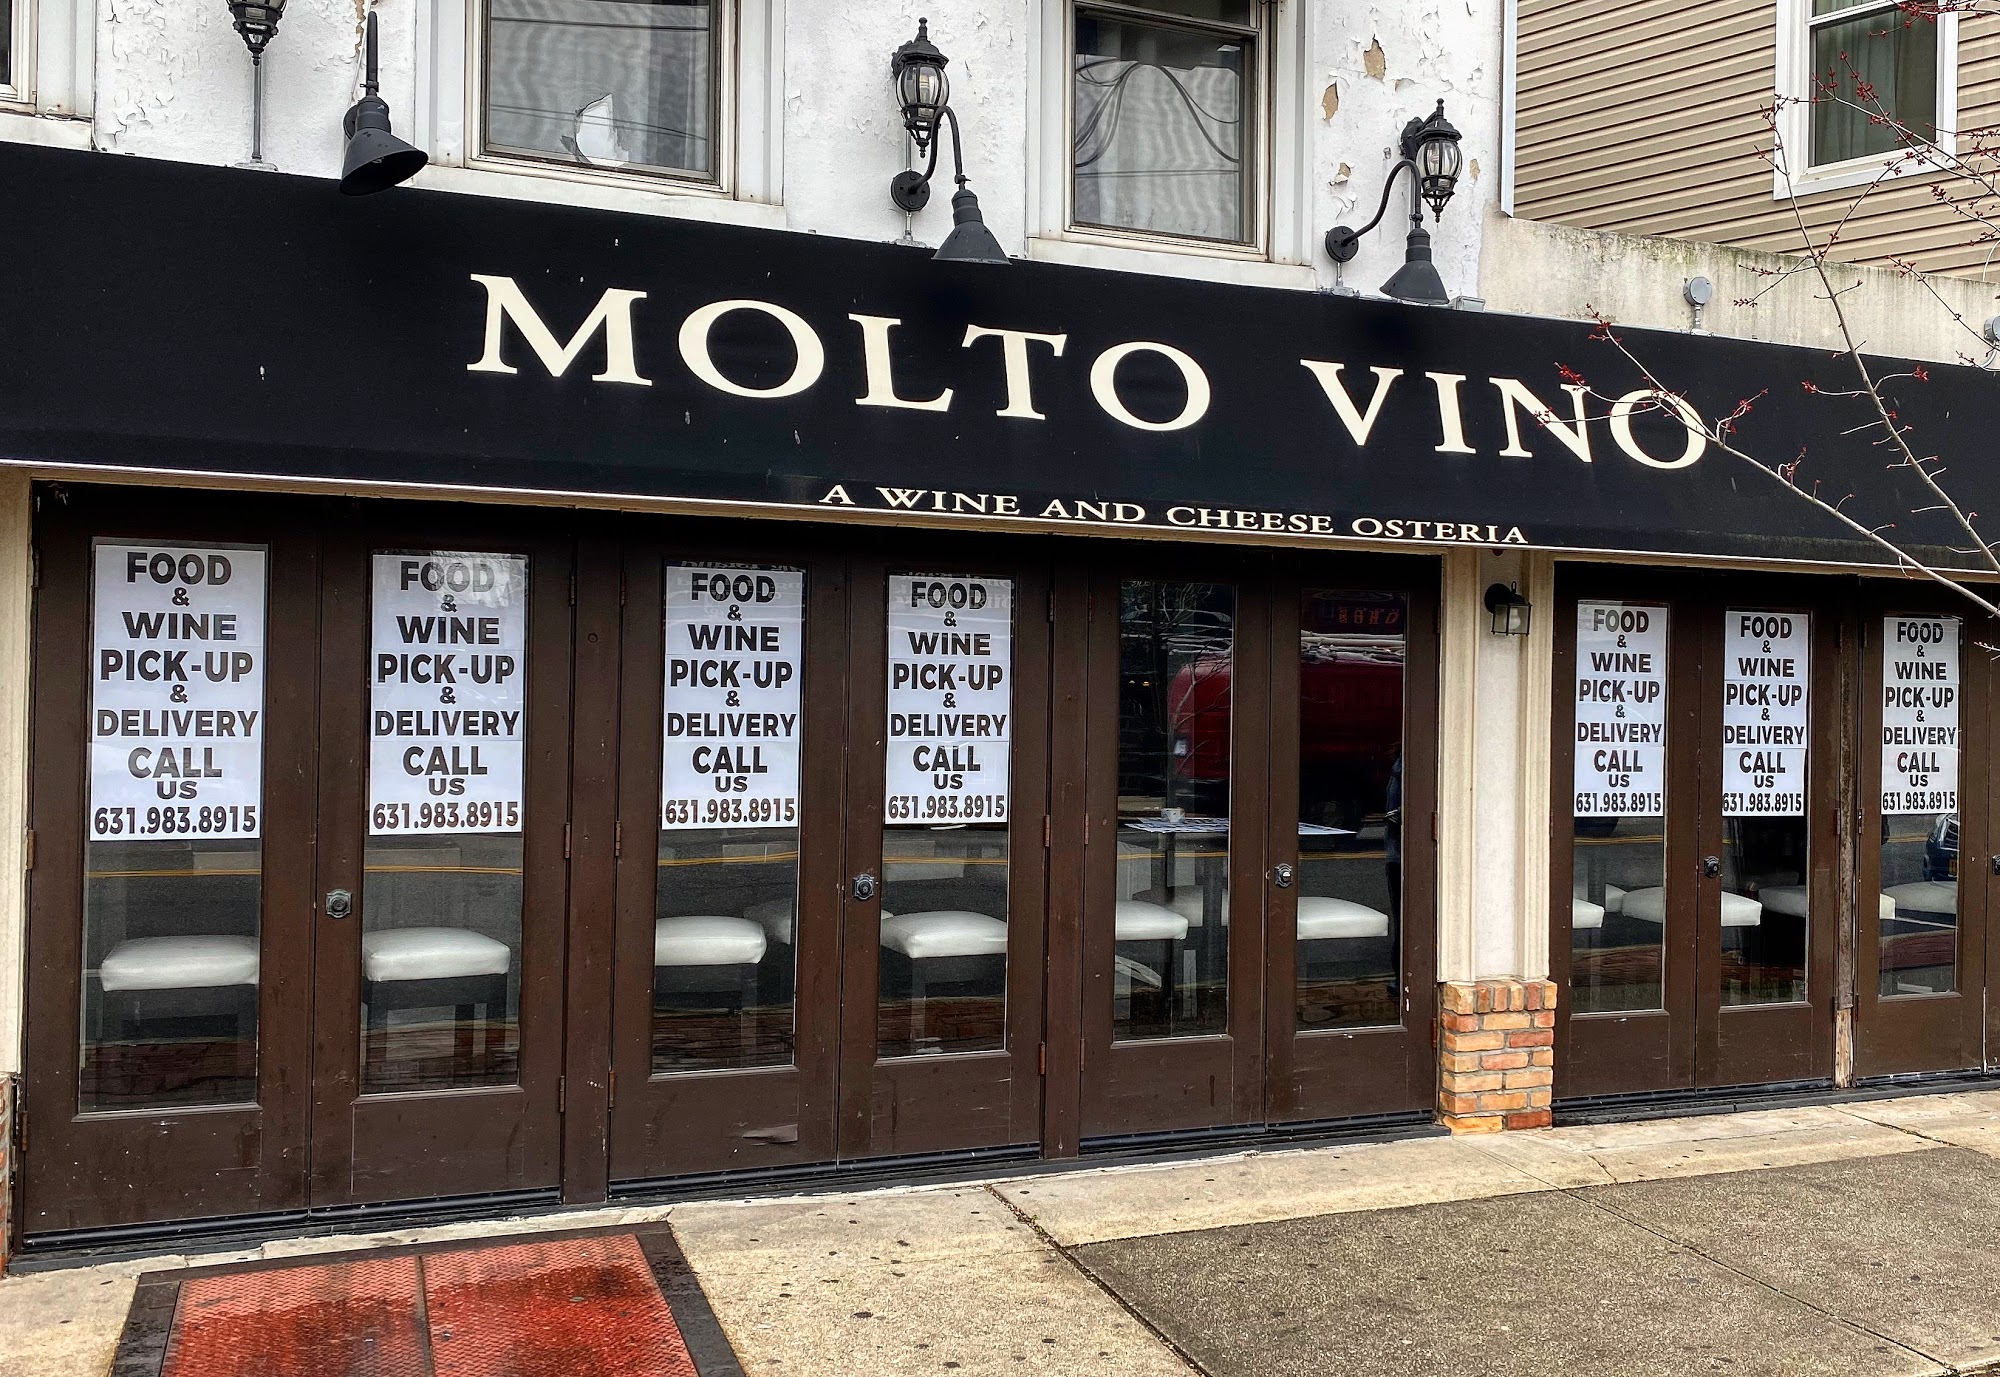 MOLTO VINO
A WINE AND CHEESE OSTERIA
FOOD
&
WINE
PICK-UP
&
DELIVERY
CALL
US
631.983.8915
FOOD
&
WINE
PICK-UP
&
DELIVERY
CALL
US
631.983.8915
FOOD
&
WINE
PICK-UP
&
DELIVERY
CALL
US
631.983.8915
FOOD
&
WINE
PICK-UP
&
DELIVERY
CALL
US
631.983.8915
FOOD
&
WINE
PICK-UP
&
DELIVERY
CALL
US
631.983.8915
FOOD
&
WINE
PICK-UP
&
DELIVERY
CALL
US
631.983.8915
FOOD
&
WINE
PICK-UP
&
DELIVERY
CALL
US
631.983.8915